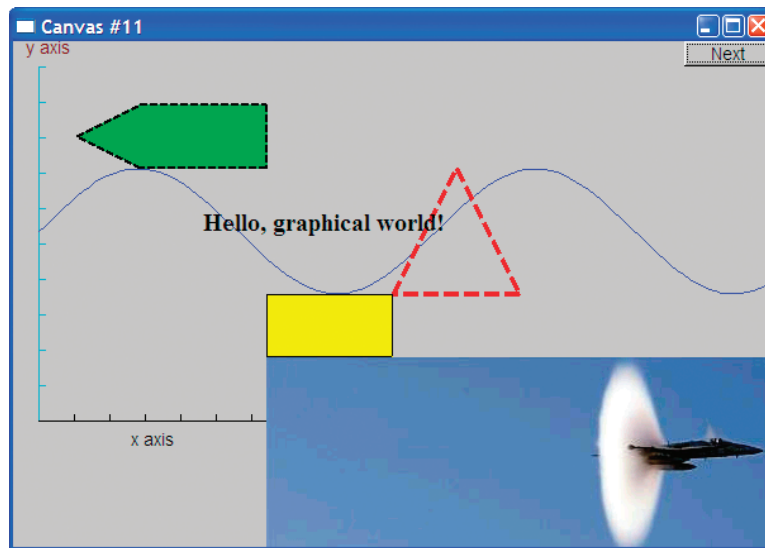 Canvas #11
y axis
Next
Hello, graphical world!
x axis